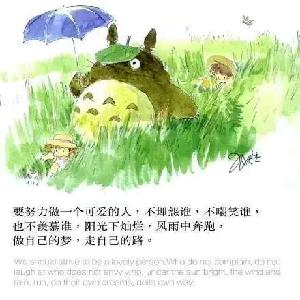 要努力做一个可爱的人，不埋怨谁，不嘲笑谁，
也不羡慕谁，阳光下灿烂，风雨中奔跑，
做自己的梦，走自己的路。
We should strive to be a lovely person,Who do not complain, do not
laugh at who does not envy who, under the sun bright, the wind and
rain, run, do their own dreams, go its own way.